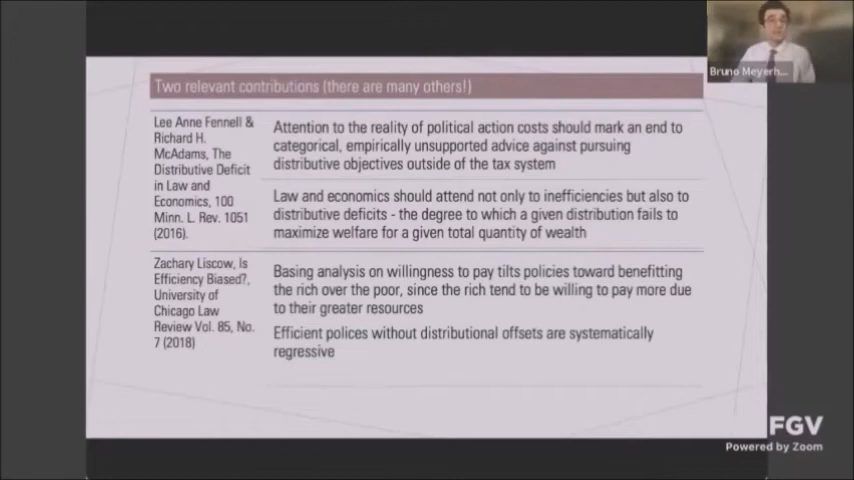 Bruno Meyerh...
Two relevant contributions (there are many others!)
Lee Anne Fennell &
Richard H.
McAdams, The
Distributive Deficit
in Law and
Economics, 100
Minn. L. Rev. 1051
(2016).
Attention to the reality of political action costs should mark an end to
categorical, empirically unsupported advice against pursuing
distributive objectives outside of the tax system
Law and economics should attend not only to inefficiencies but also to
distributive deficits - the degree to which a given distribution fails to
maximize welfare for a given total quantity of wealth
Zachary Liscow, Is
Efficiency Biased?,
University of
Chicago Law
Review Vol. 85, No.
7 (2018)
Basing analysis on willingness to pay tilts policies toward benefitting
the rich over the poor, since the rich tend to be willing to pay more due
to their greater resources
Efficient polices without distributional offsets are systematically
regressive
FGV
Powered by Zoom